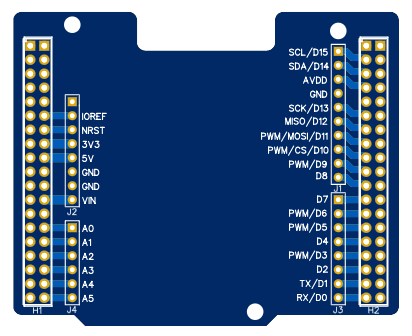 IOREF
NRST
3V3
5V
GND
GND
VIN
J2
A0
A1
A2
A3
A4
A5
H1
J4
SCL/D15
SDA/D14
AVDD
GND
SCK/D13
MISO/D12
PWM/MOSI/D11
PWM/CS/D10
PWM/D9
D8
J1
D7
PWM/D6
PWM/D5
D4
PWM/D3
D2
TX/D1
RX/D0
J3
H2